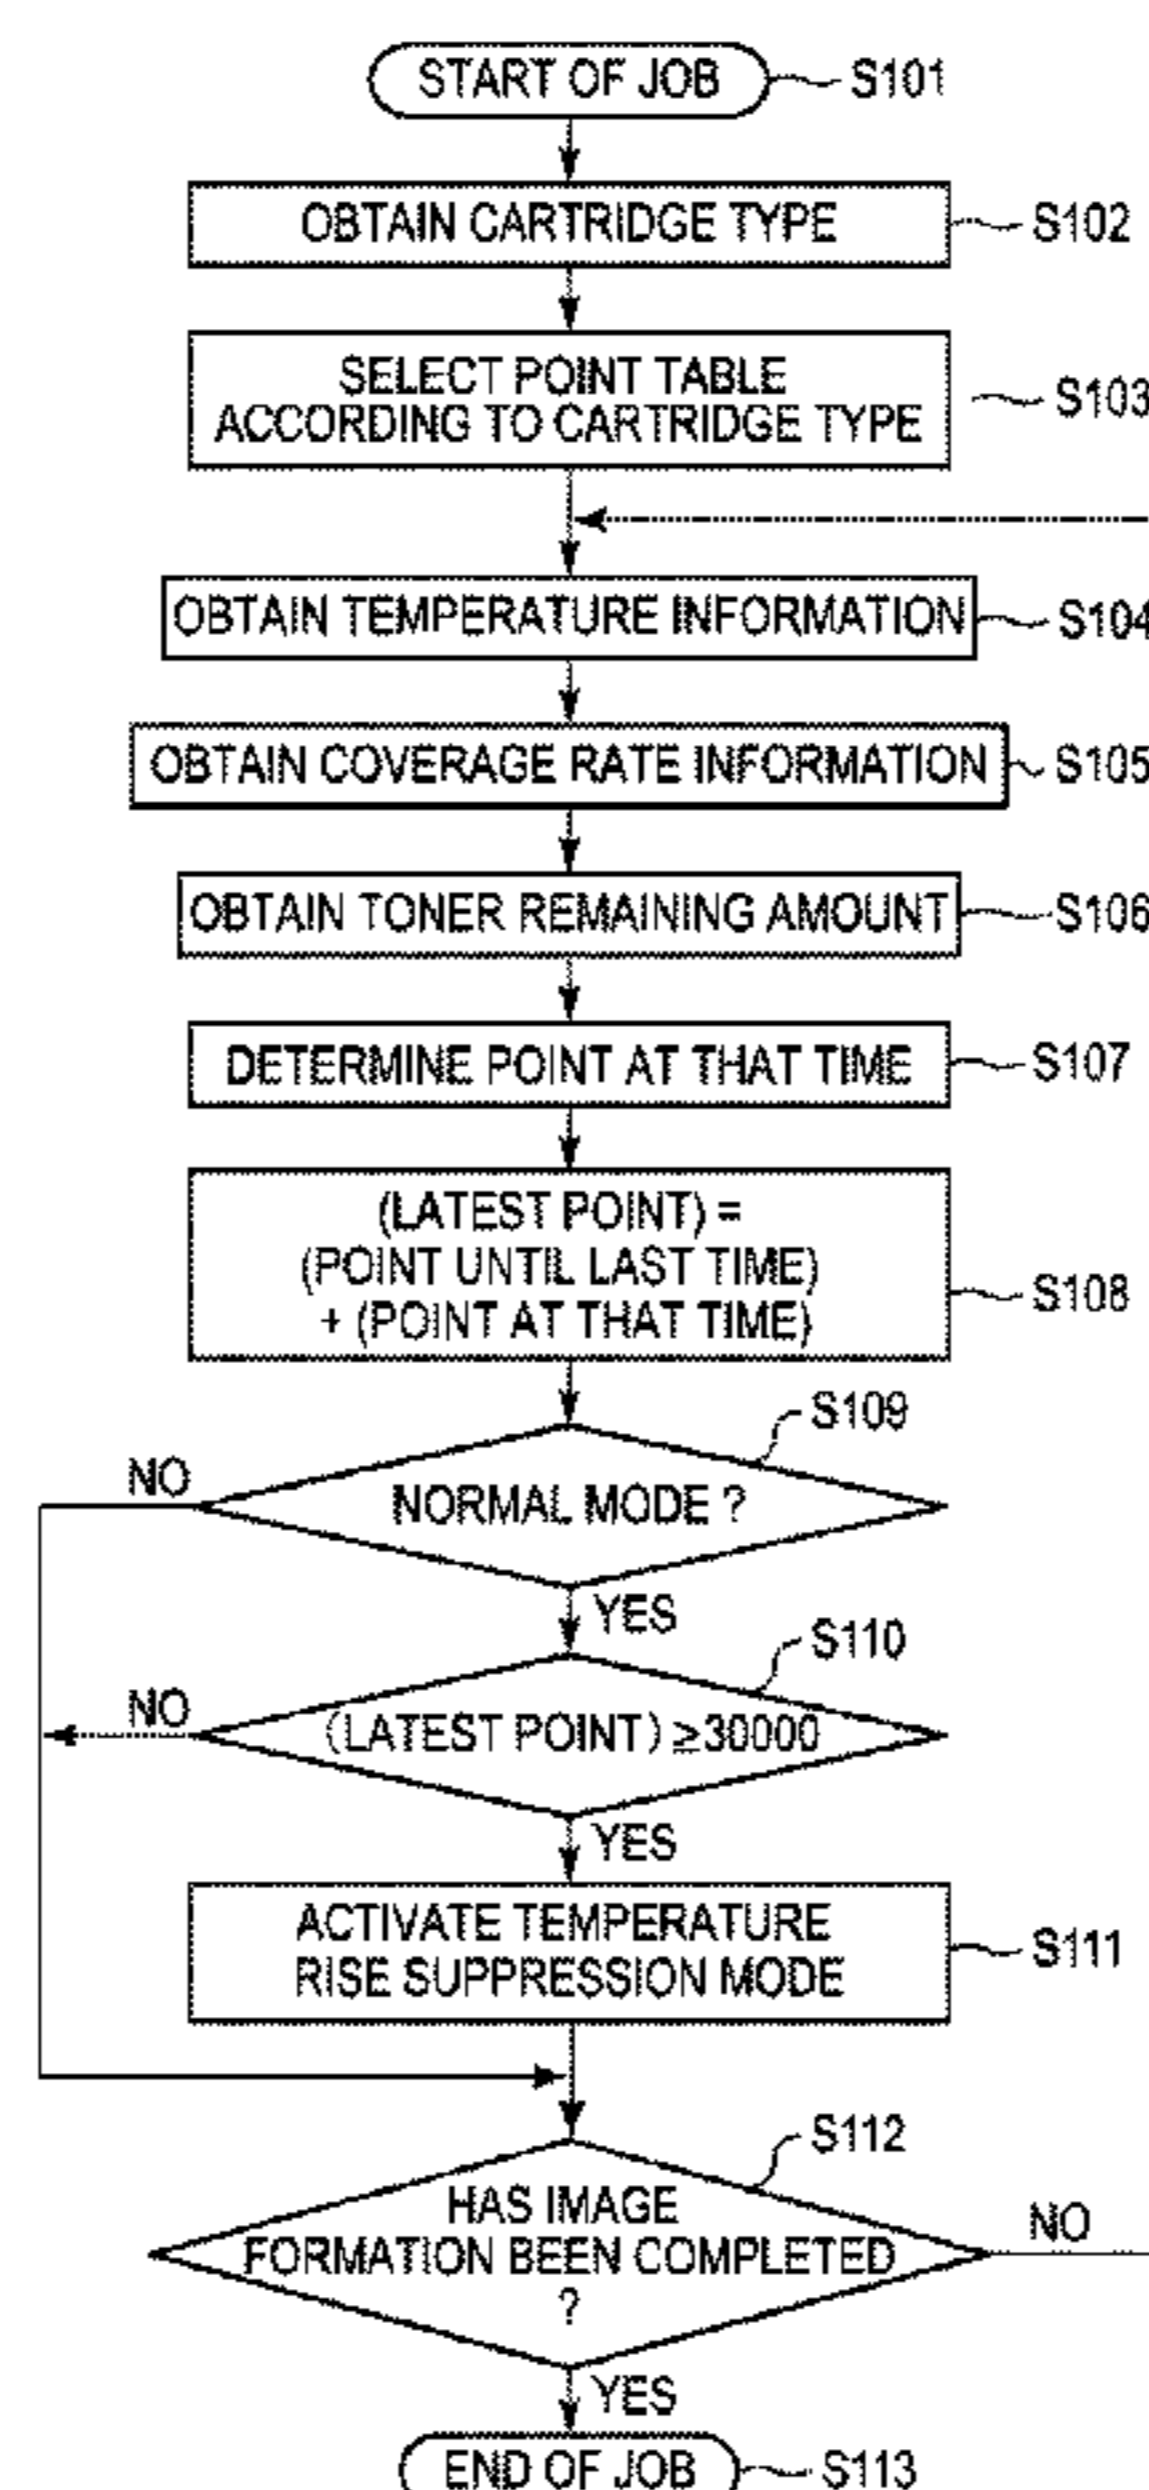 START OF JOB S101
OBTAIN CARTRIDGE TYPE S102
SELECT POINT TABLE
ACCORDING TO CARTRIDGE TYPE S103
OBTAIN TEMPERATURE INFORMATION S104
OBTAIN COVERAGE RATE INFORMATION S105
OBTAIN TONER REMAINING AMOUNT S106
DETERMINE POINT AT THAT TIME S107
(LATEST POINT) =
(POINT UNTIL LAST TIME)
+ (POINT AT THAT TIME) S108
S109
NO
NORMAL MODE ?
YES
S110
NO
(LATEST POINT) ≥30000
YES
ACTIVATE TEMPERATURE
RISE SUPPRESSION MODE S111
S112
HAS IMAGE
FORMATION BEEN COMPLETED
?
NO
YES
END OF JOB S113